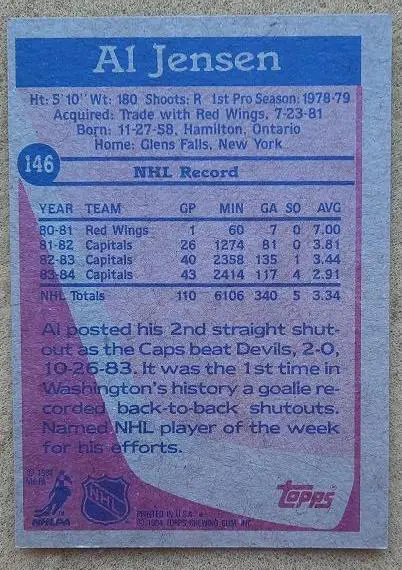 Al Jensen
Ht: 5'10" Wt: 180 Shoots: R 1st Pro Season: 1978-79
Acquired: Trade with Red Wings, 7-23-81
Born: 11-27-58, Hamilton, Ontario
Home: Glens Falls, New York
146
NHL Record
YEAR TEAM GP MIN GA SO AVG
80-81 Red Wings 1 60 7 0 7.00
81-82 Capitals 26 1274 81 0 3.81
82-83 Capitals 40 2358 135 1 3.44
83-84 Capitals 43 2414 117 4 2.91
NHL Totals 110 6106 340 5 3.34
Al posted his 2nd straight shut-
out as the Caps beat Devils, 2-0,
10-26-83. It was the 1st time in
Washington's history a goalie re-
corded back-to-back shutouts.
Named NHL player of the week
for his efforts.
© 1984
NHLPA
NHLPA
TM
NHL
topps
PRINTED IN U.S.A. *
© 1984 TOPPS CHEWING GUM, INC.